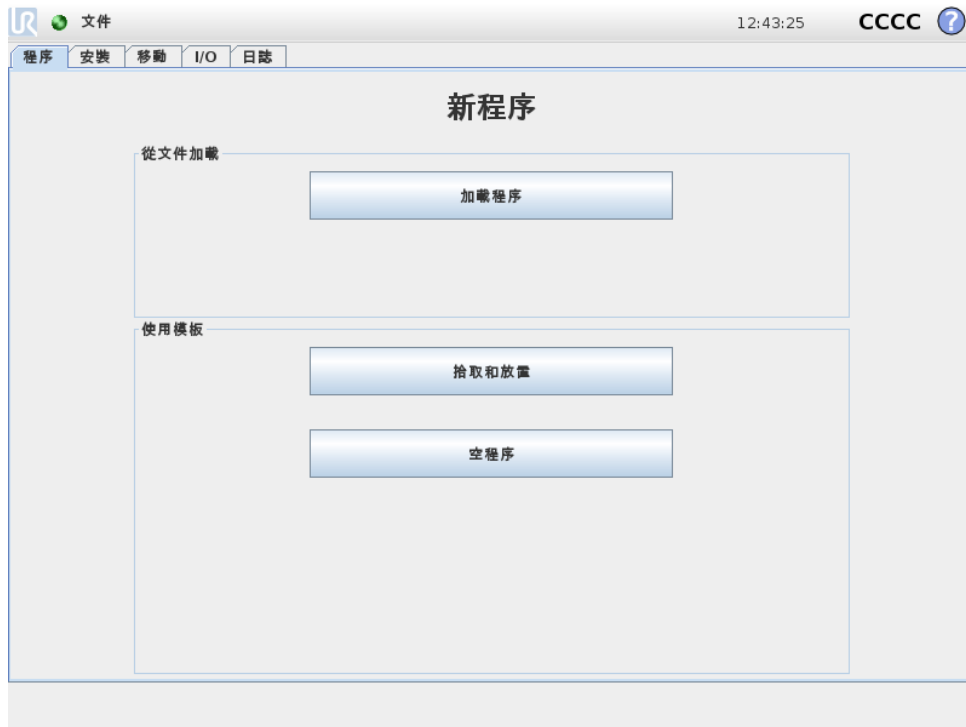 UR 文件 12:43:25 CCCC ?
程序 安裝 移動 I/O 日誌
新程序
從文件加載
加載程序
使用模板
拾取和放置
空程序